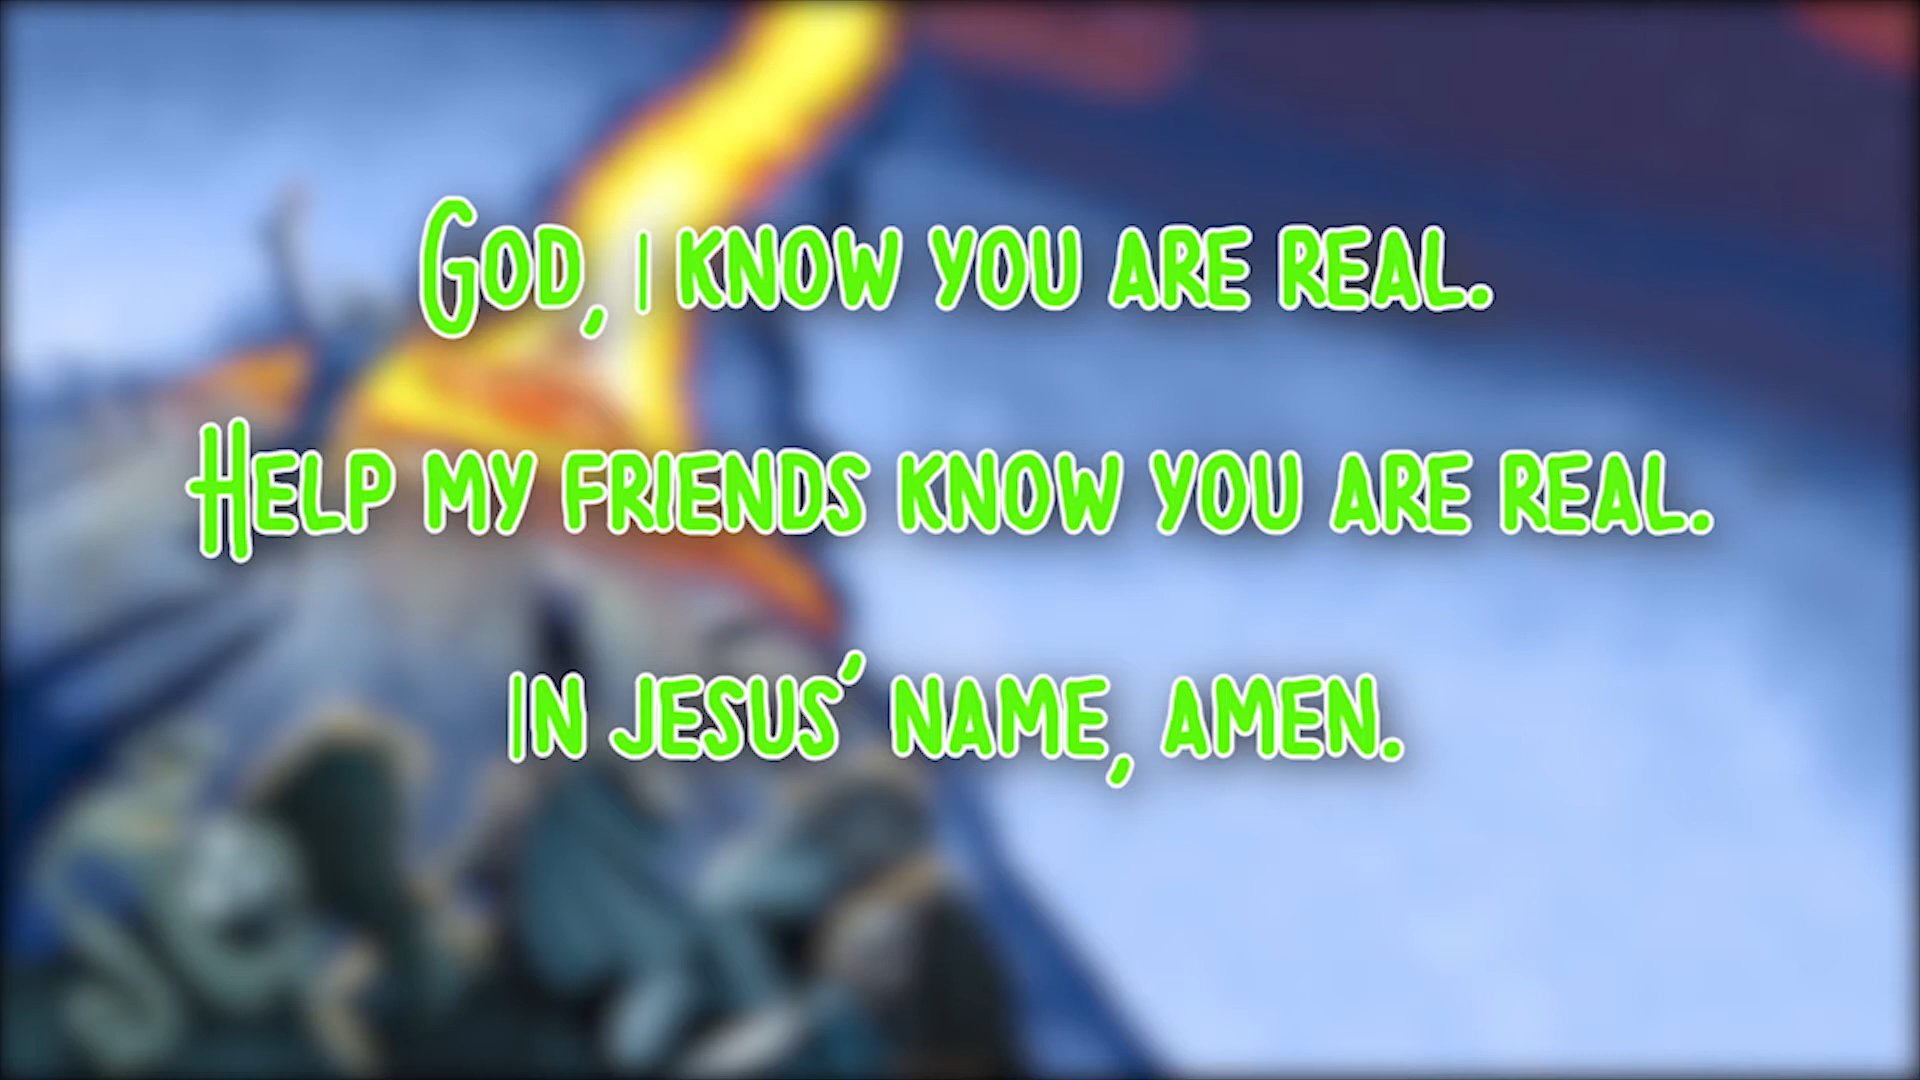 God, I know you are real.
Help my friends know you are real.
In Jesus' name, amen.